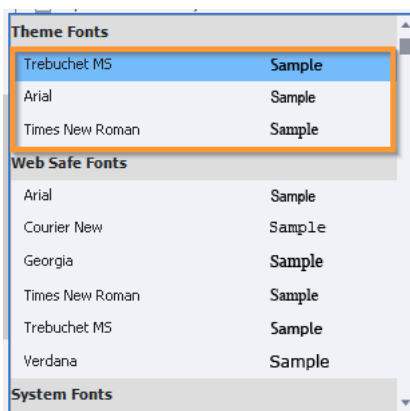 Theme Fonts
Trebuchet MS Sample
Arial Sample
Times New Roman Sample
Web Safe Fonts
Arial Sample
Courier New Sample
Georgia Sample
Times New Roman Sample
Trebuchet MS Sample
Verdana Sample
System Fonts